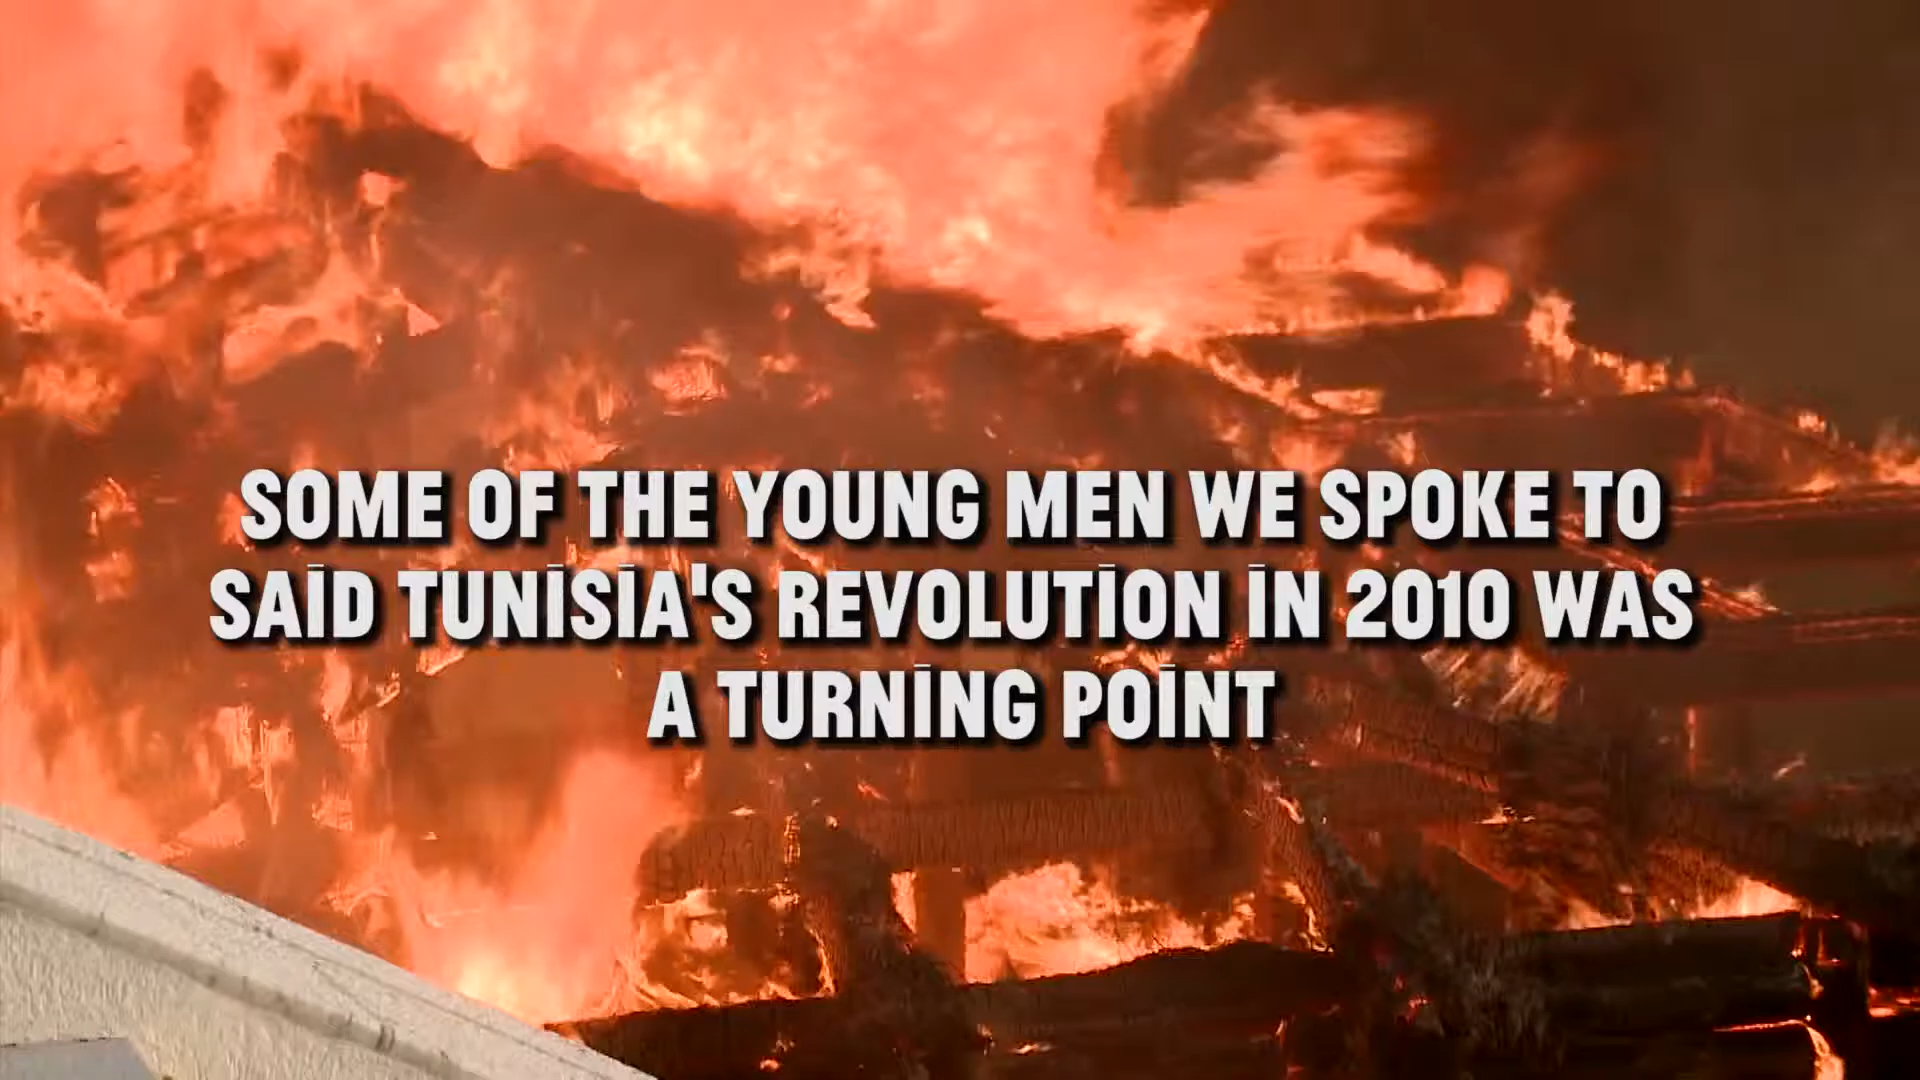 SOME OF THE YOUNG MEN WE SPOKE TO
SAID TUNISIA'S REVOLUTION IN 2010 WAS
A TURNING POINT